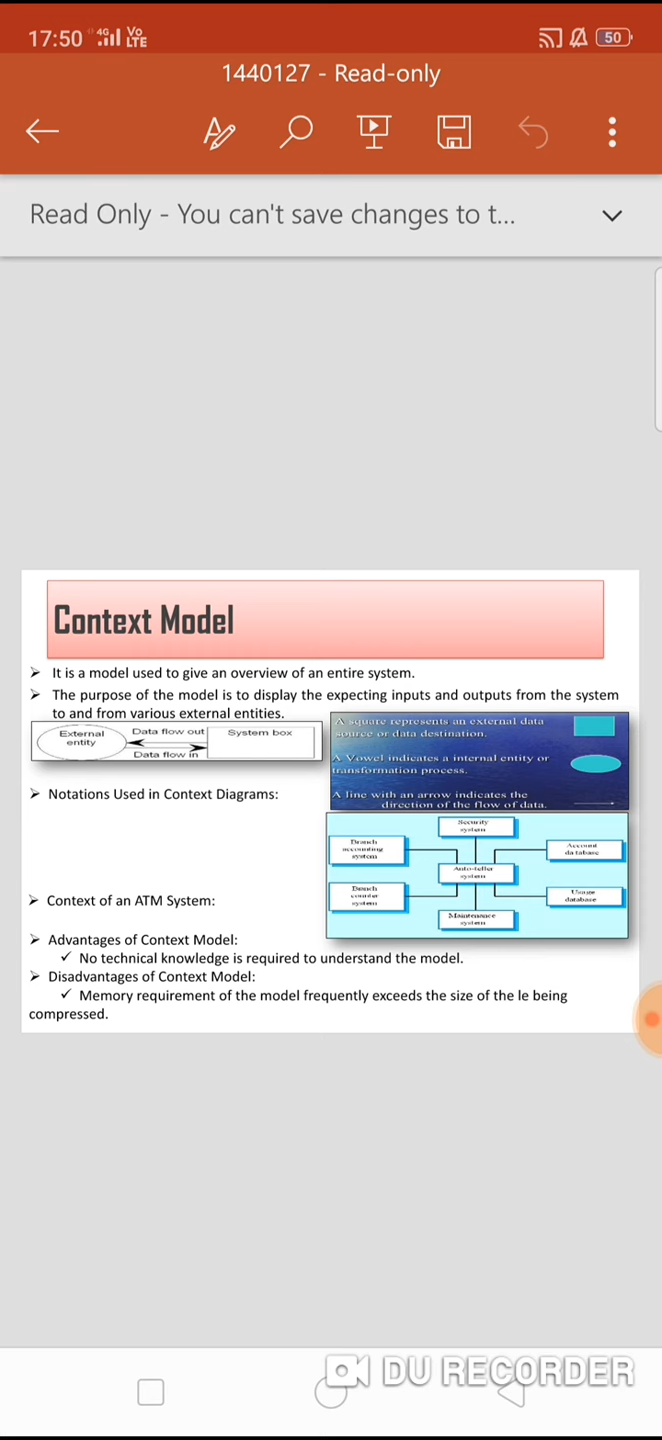 17:50 4G Vo LTE 50
1440127 - Read-only
Read Only - You can't save changes to t...
Context Model
➢ It is a model used to give an overview of an entire system.
➢ The purpose of the model is to display the expecting inputs and outputs from the system
to and from various external entities.
External
entity
Data flow out
Data flow in
System box
A square represents an external data
source or data destination.
A Vowel indicates a internal entity or
transformation process.
A line with an arrow indicates the
direction of the flow of data.
➢ Notations Used in Context Diagrams:
Security
system
Branch
accounting
system
Account
database
Auto-teller
system
Branch
counter
system
Usage
database
Maintenance
system
➢ Context of an ATM System:
➢ Advantages of Context Model:
✓ No technical knowledge is required to understand the model.
➢ Disadvantages of Context Model:
✓ Memory requirement of the model frequently exceeds the size of the le being
compressed.
DU RECORDER